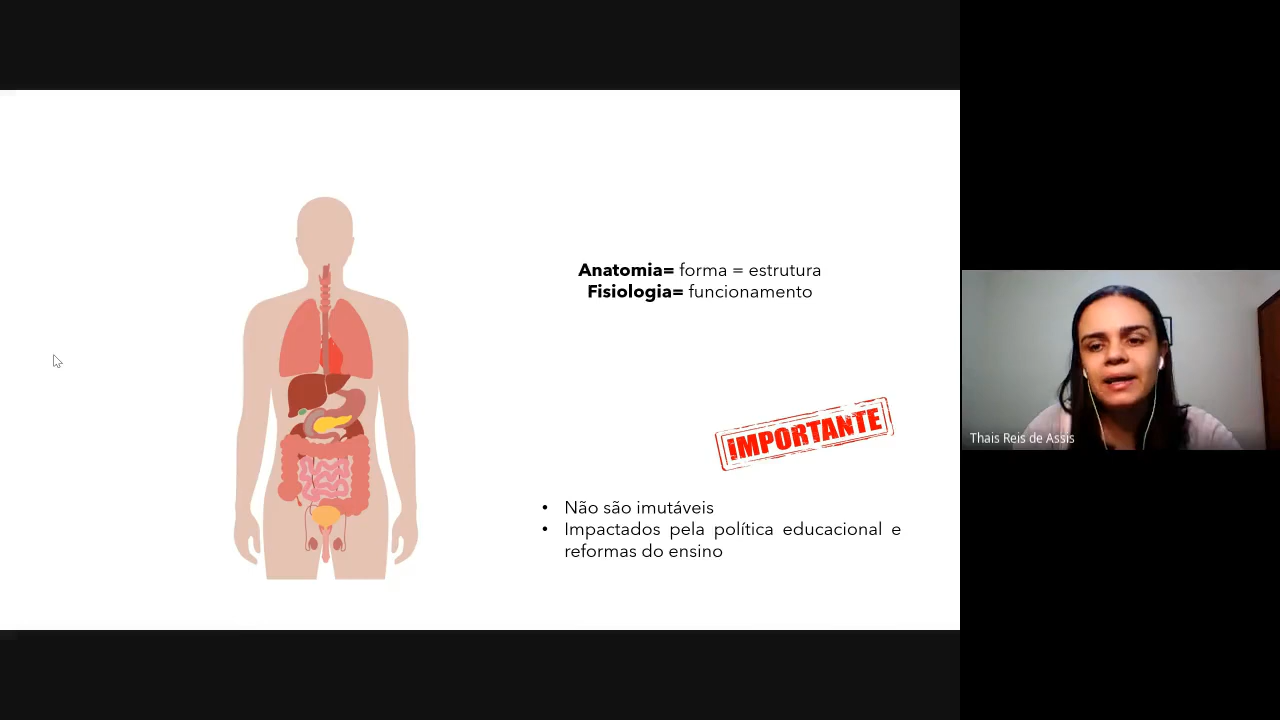 Anatomia= forma = estrutura
Fisiologia= funcionamento
IMPORTANTE
• Não são imutáveis
• Impactados pela política educacional e
reformas do ensino
Thais Reis de Assis